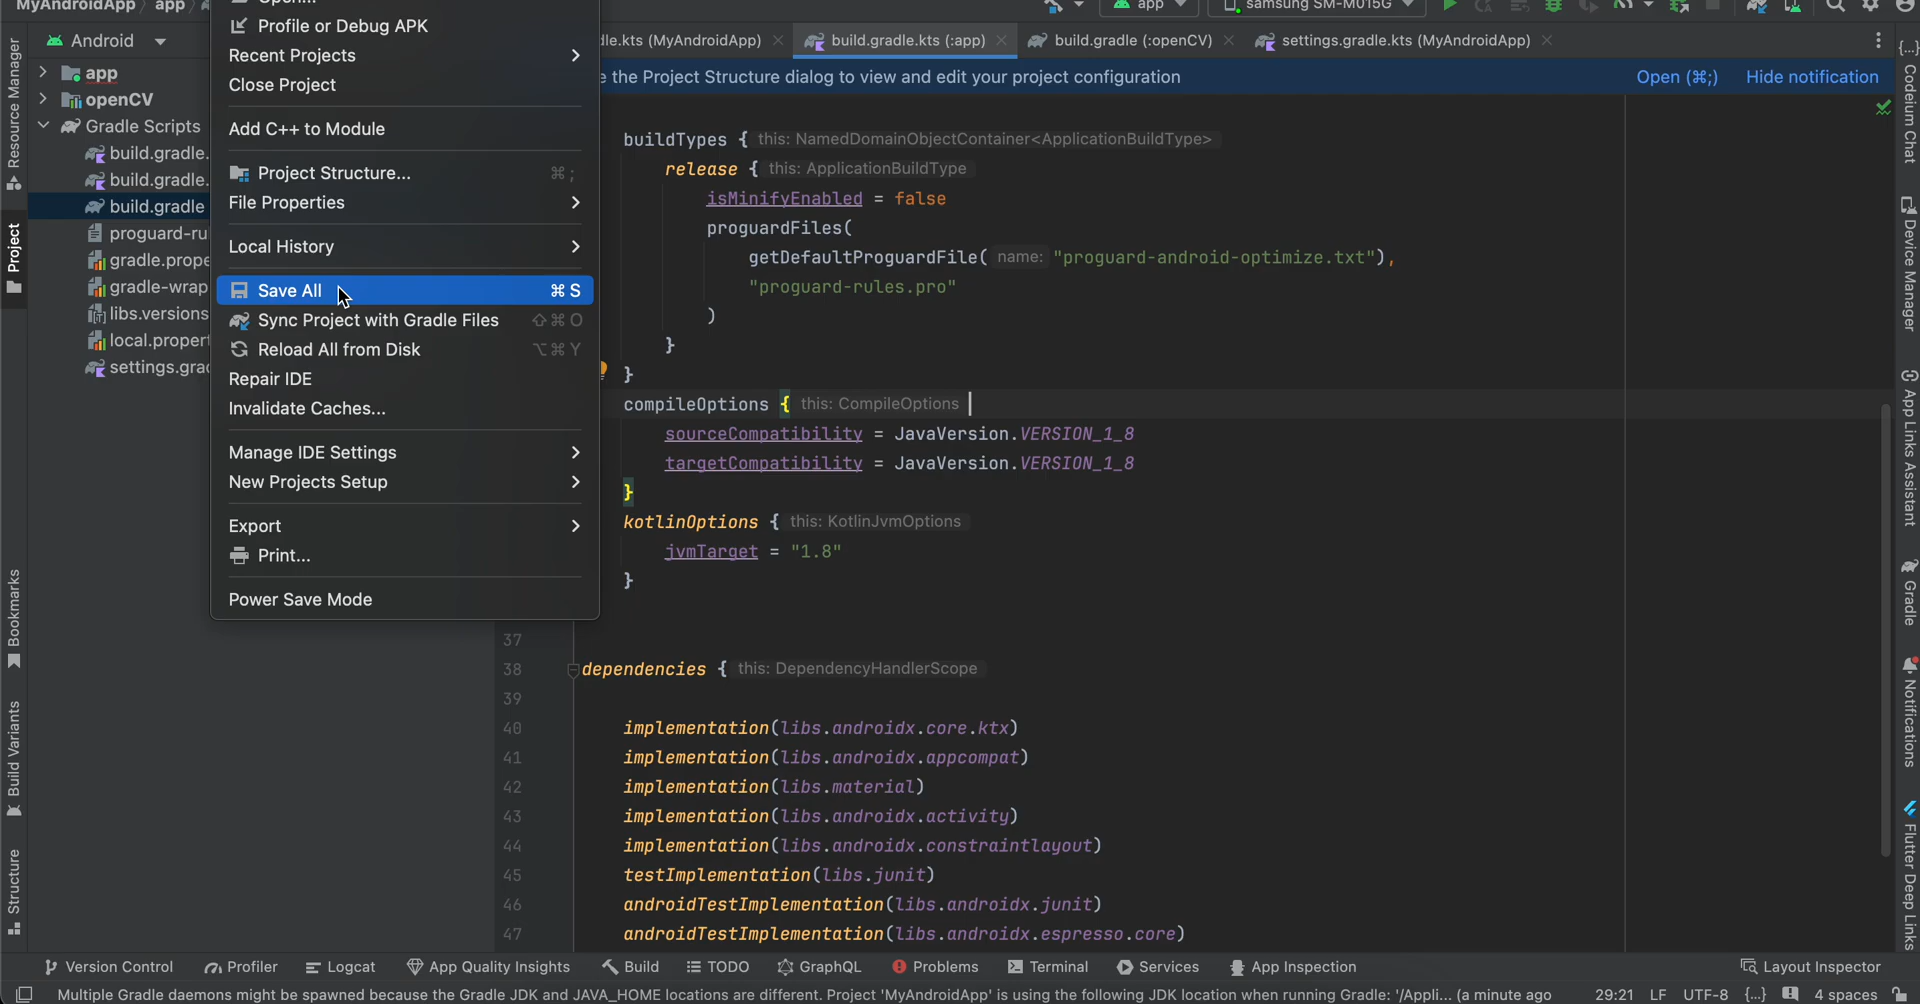 MyAndroidApp app
app
samsung SM-M015G
Android
app
openCV
Gradle Scripts
build.gradle.
build.gradle.
build.gradle
proguard-ru
gradle.prope
gradle-wrap
libs.versions
local.propert
settings.grad
Open...
Profile or Debug APK
Recent Projects
Close Project
Add C++ to Module
Project Structure... ⌘ ;
File Properties
Local History
Save All ⌘ S
Sync Project with Gradle Files ⇧ ⌘ O
Reload All from Disk ⌥ ⌘ Y
Repair IDE
Invalidate Caches...
Manage IDE Settings
New Projects Setup
Export
Print...
Power Save Mode
dle.kts (MyAndroidApp)
build.gradle.kts (:app)
build.gradle (:openCV)
settings.gradle.kts (MyAndroidApp)
e the Project Structure dialog to view and edit your project configuration
Open (⌘;) Hide notification
buildTypes { this: NamedDomainObjectContainer<ApplicationBuildType>
release { this: ApplicationBuildType
isMinifyEnabled = false
proguardFiles(
getDefaultProguardFile( name: "proguard-android-optimize.txt"),
"proguard-rules.pro"
)
}
}
compileOptions { this: CompileOptions
sourceCompatibility = JavaVersion.VERSION_1_8
targetCompatibility = JavaVersion.VERSION_1_8
}
kotlinOptions { this: KotlinJvmOptions
jvmTarget = "1.8"
}
37
38 dependencies { this: DependencyHandlerScope
39
40 implementation(libs.androidx.core.ktx)
41 implementation(libs.androidx.appcompat)
42 implementation(libs.material)
43 implementation(libs.androidx.activity)
44 implementation(libs.androidx.constraintlayout)
45 testImplementation(libs.junit)
46 androidTestImplementation(libs.androidx.junit)
47 androidTestImplementation(libs.androidx.espresso.core)
Resource Manager
Project
Bookmarks
Build Variants
Structure
Codeium Chat
Device Manager
App Links Assistant
Gradle
Notifications
Flutter Deep Links
Version Control
Profiler
Logcat
App Quality Insights
Build
TODO
GraphQL
Problems
Terminal
Services
App Inspection
Layout Inspector
Multiple Gradle daemons might be spawned because the Gradle JDK and JAVA_HOME locations are different. Project 'MyAndroidApp' is using the following JDK location when running Gradle: '/Appli... (a minute ago
29:21 LF UTF-8 {..} 4 spaces